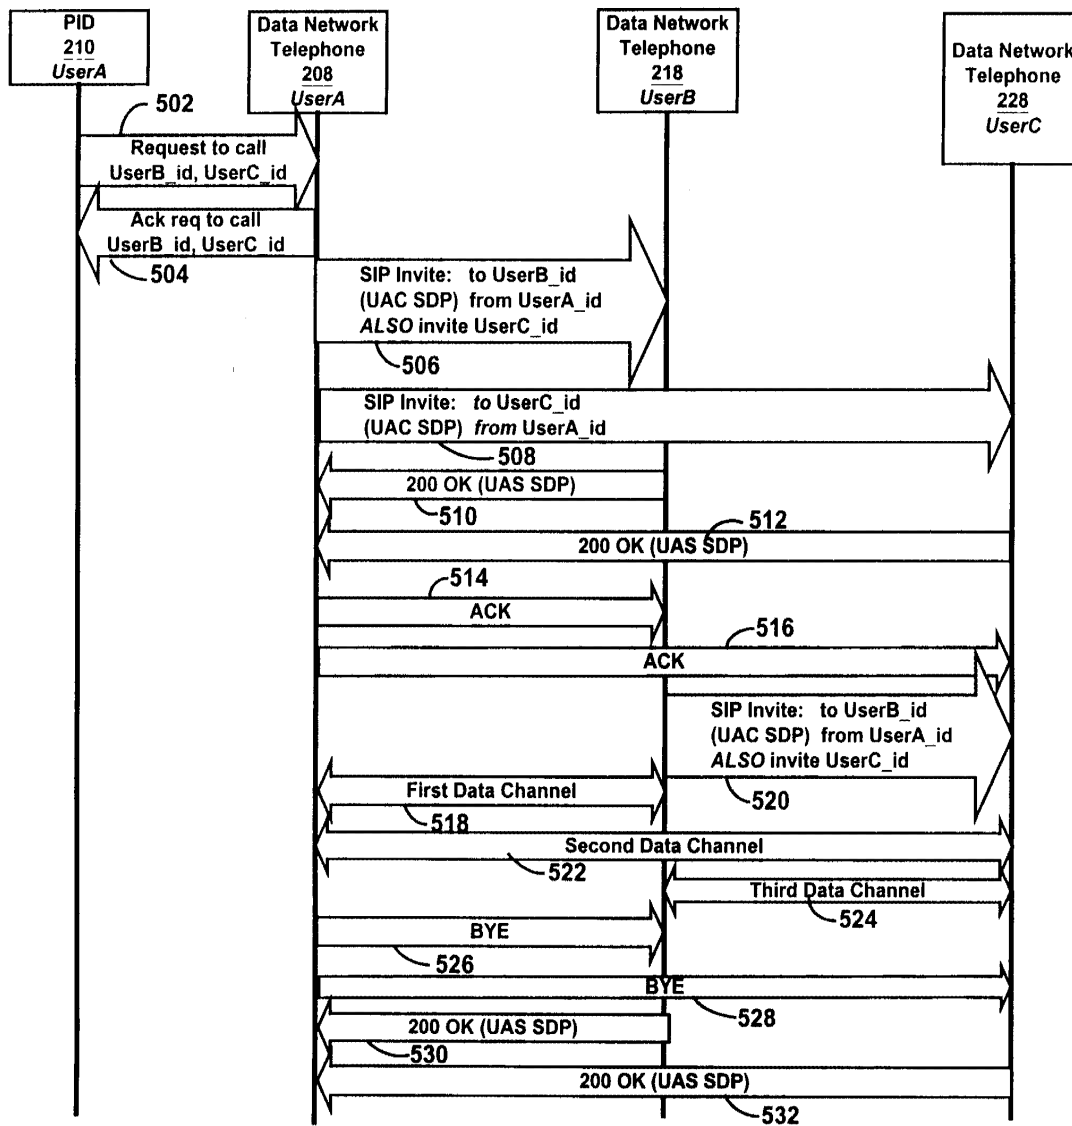 PID
210
UserA
Data Network
Telephone
208
UserA
Data Network
Telephone
218
UserB
Data Network
Telephone
228
UserC
502
Request to call
UserB_id, UserC_id
Ack req to call
UserB_id, UserC_id
504
SIP Invite: to UserB_id
(UAC SDP) from UserA_id
ALSO invite UserC_id
506
SIP Invite: to UserC_id
(UAC SDP) from UserA_id
508
200 OK (UAS SDP)
510
512
200 OK (UAS SDP)
514
ACK
516
ACK
SIP Invite: to UserB_id
(UAC SDP) from UserA_id
ALSO invite UserC_id
520
First Data Channel
518
Second Data Channel
522
Third Data Channel
524
BYE
526
BYE
528
200 OK (UAS SDP)
530
200 OK (UAS SDP)
532